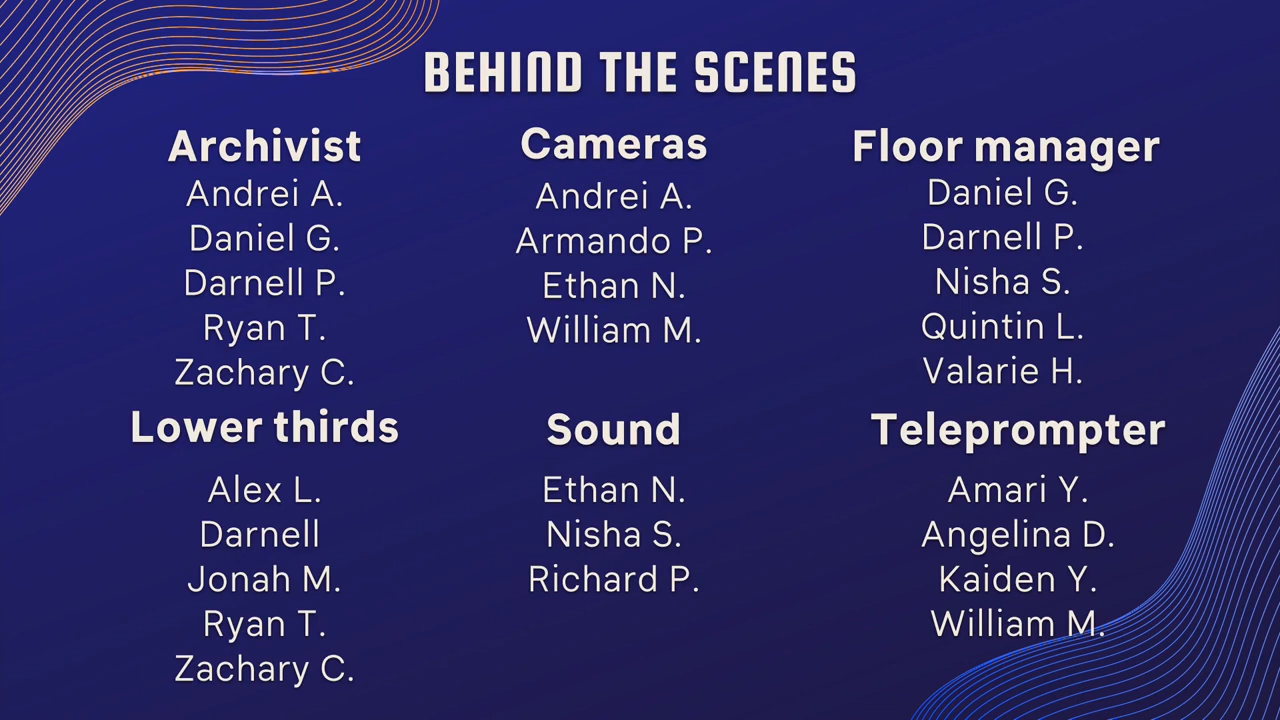 BEHIND THE SCENES
Archivist
Andrei A.
Daniel G.
Darnell P.
Ryan T.
Zachary C.
Cameras
Andrei A.
Armando P.
Ethan N.
William M.
Floor manager
Daniel G.
Darnell P.
Nisha S.
Quintin L.
Valarie H.
Lower thirds
Alex L.
Darnell
Jonah M.
Ryan T.
Zachary C.
Sound
Ethan N.
Nisha S.
Richard P.
Teleprompter
Amari Y.
Angelina D.
Kaiden Y.
William M.